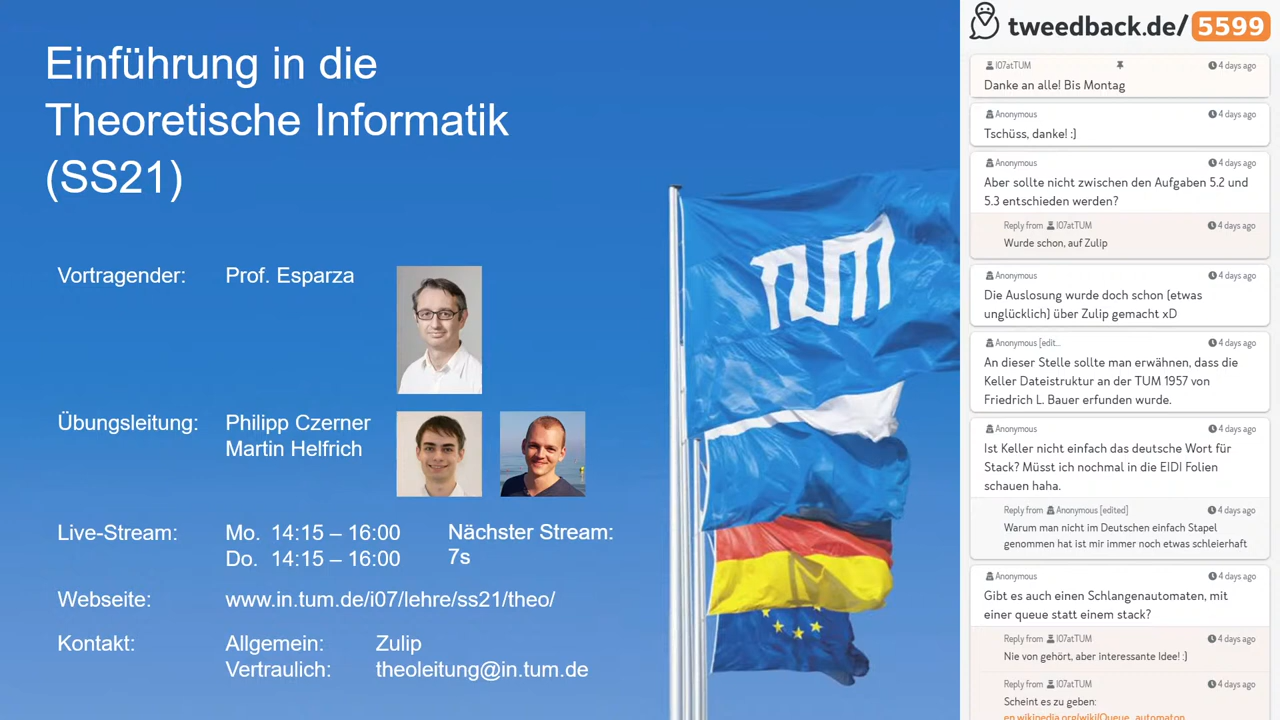 Einführung in die
Theoretische Informatik
(SS21)
Vortragender: Prof. Esparza
Übungsleitung: Philipp Czerner
Martin Helfrich
Live-Stream: Mo. 14:15 – 16:00 Nächster Stream:
Do. 14:15 – 16:00 7s
Webseite: www.in.tum.de/i07/lehre/ss21/theo/
Kontakt: Allgemein: Zulip
Vertraulich: theoleitung@in.tum.de
TUM
tweedback.de/ 5599
I07atTUM 4 days ago
Danke an alle! Bis Montag
Anonymous 4 days ago
Tschüss, danke! :)
Anonymous 4 days ago
Aber sollte nicht zwischen den Aufgaben 5.2 und
5.3 entschieden werden?
Reply from I07atTUM 4 days ago
Wurde schon, auf Zulip
Anonymous 4 days ago
Die Auslosung wurde doch schon (etwas
unglücklich) über Zulip gemacht xD
Anonymous [edit... 4 days ago
An dieser Stelle sollte man erwähnen, dass die
Keller Dateistruktur an der TUM 1957 von
Friedrich L. Bauer erfunden wurde.
Anonymous 4 days ago
Ist Keller nicht einfach das deutsche Wort für
Stack? Müsst ich nochmal in die EIDI Folien
schauen haha.
Reply from Anonymous [edited] 4 days ago
Warum man nicht im Deutschen einfach Stapel
genommen hat ist mir immer noch etwas schleierhaft
Anonymous 4 days ago
Gibt es auch einen Schlangenautomaten, mit
einer queue statt einem stack?
Reply from I07atTUM 4 days ago
Nie von gehört, aber interessante Idee! :)
Reply from I07atTUM 4 days ago
Scheint es zu geben:
en.wikipedia.org/wiki/Queue_automaton